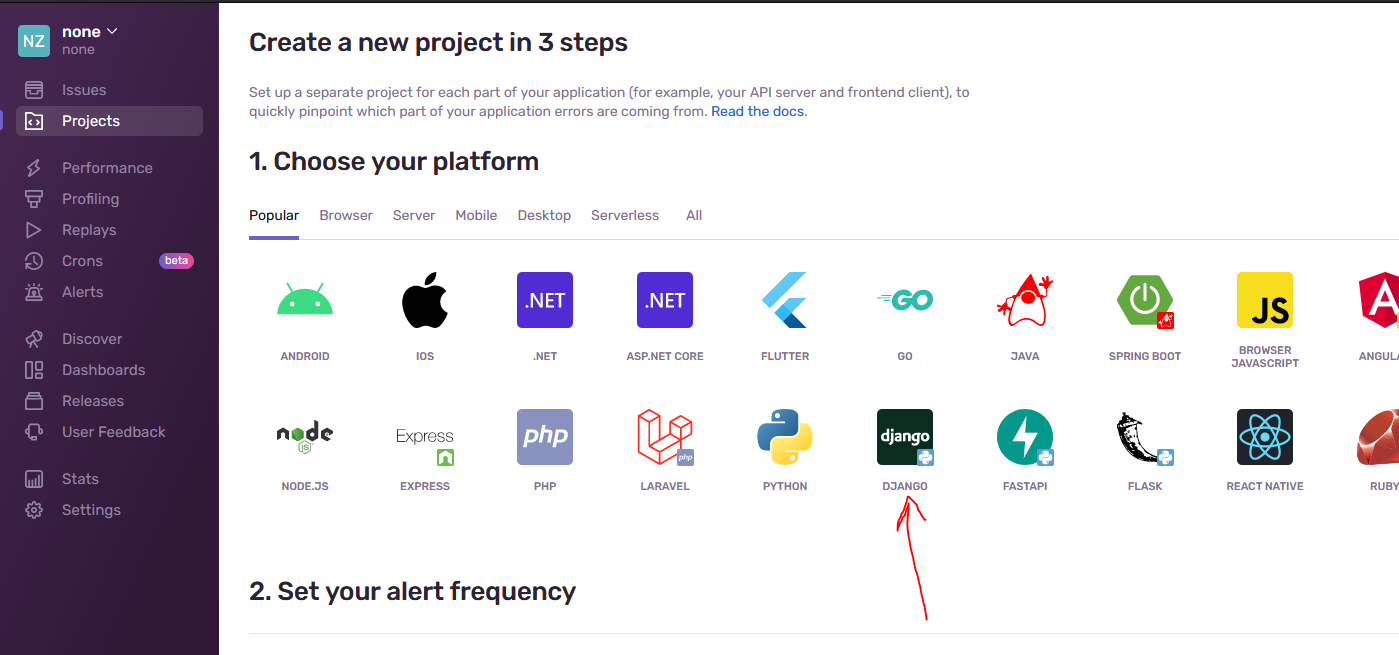 NZ
none
none
Issues
Projects
Performance
Profiling
Replays
Crons beta
Alerts
Discover
Dashboards
Releases
User Feedback
Stats
Settings
Create a new project in 3 steps
Set up a separate project for each part of your application (for example, your API server and frontend client), to
quickly pinpoint which part of your application errors are coming from. Read the docs.
1. Choose your platform
Popular Browser Server Mobile Desktop Serverless All
.NET .NET GO JS A
ANDROID IOS .NET ASP.NET CORE FLUTTER GO JAVA SPRING BOOT BROWSER JAVASCRIPT ANGULA
node JS Express php php django
NODE.JS EXPRESS PHP LARAVEL PYTHON DJANGO FASTAPI FLASK REACT NATIVE RUBY
2. Set your alert frequency